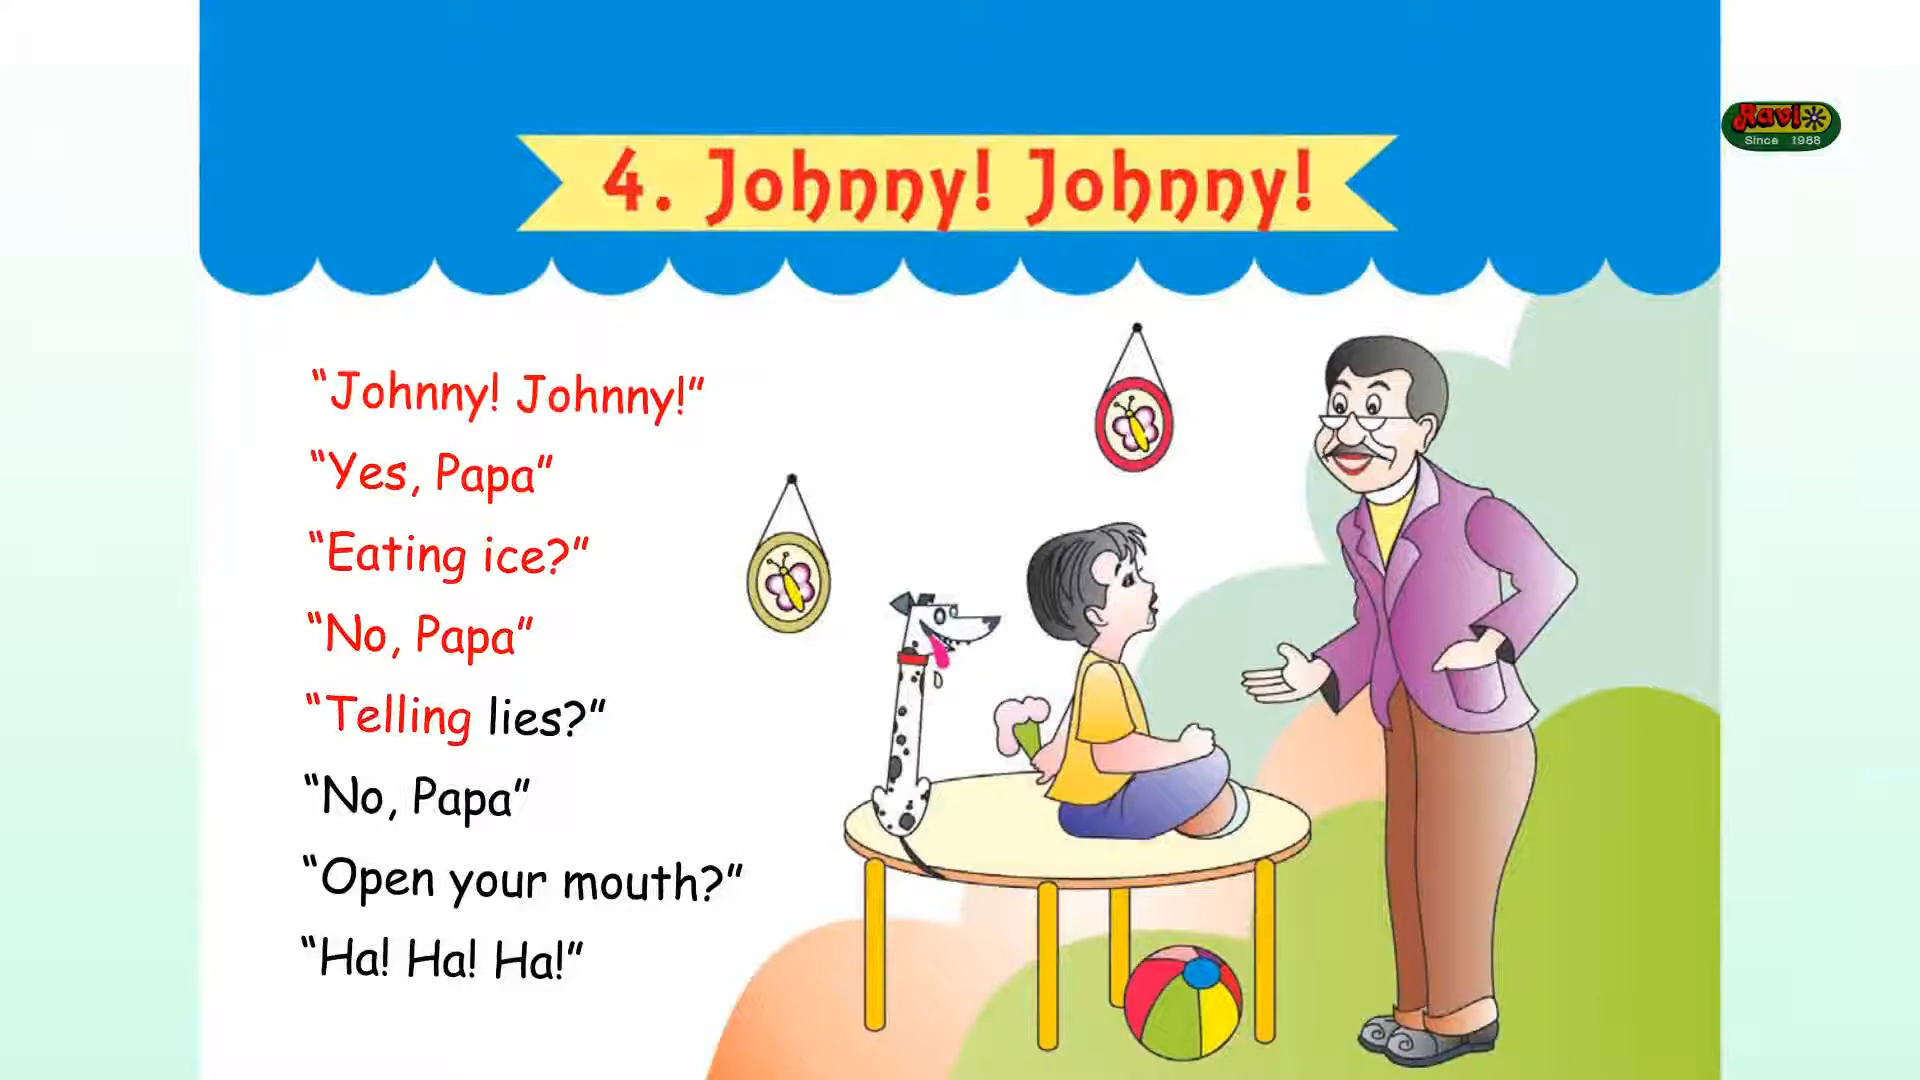 Ravi
Since 1988
4. Johnny! Johnny!
“Johnny! Johnny!”
“Yes, Papa”
“Eating ice?”
“No, Papa”
“Telling lies?”
“No, Papa”
“Open your mouth?”
“Ha! Ha! Ha!”